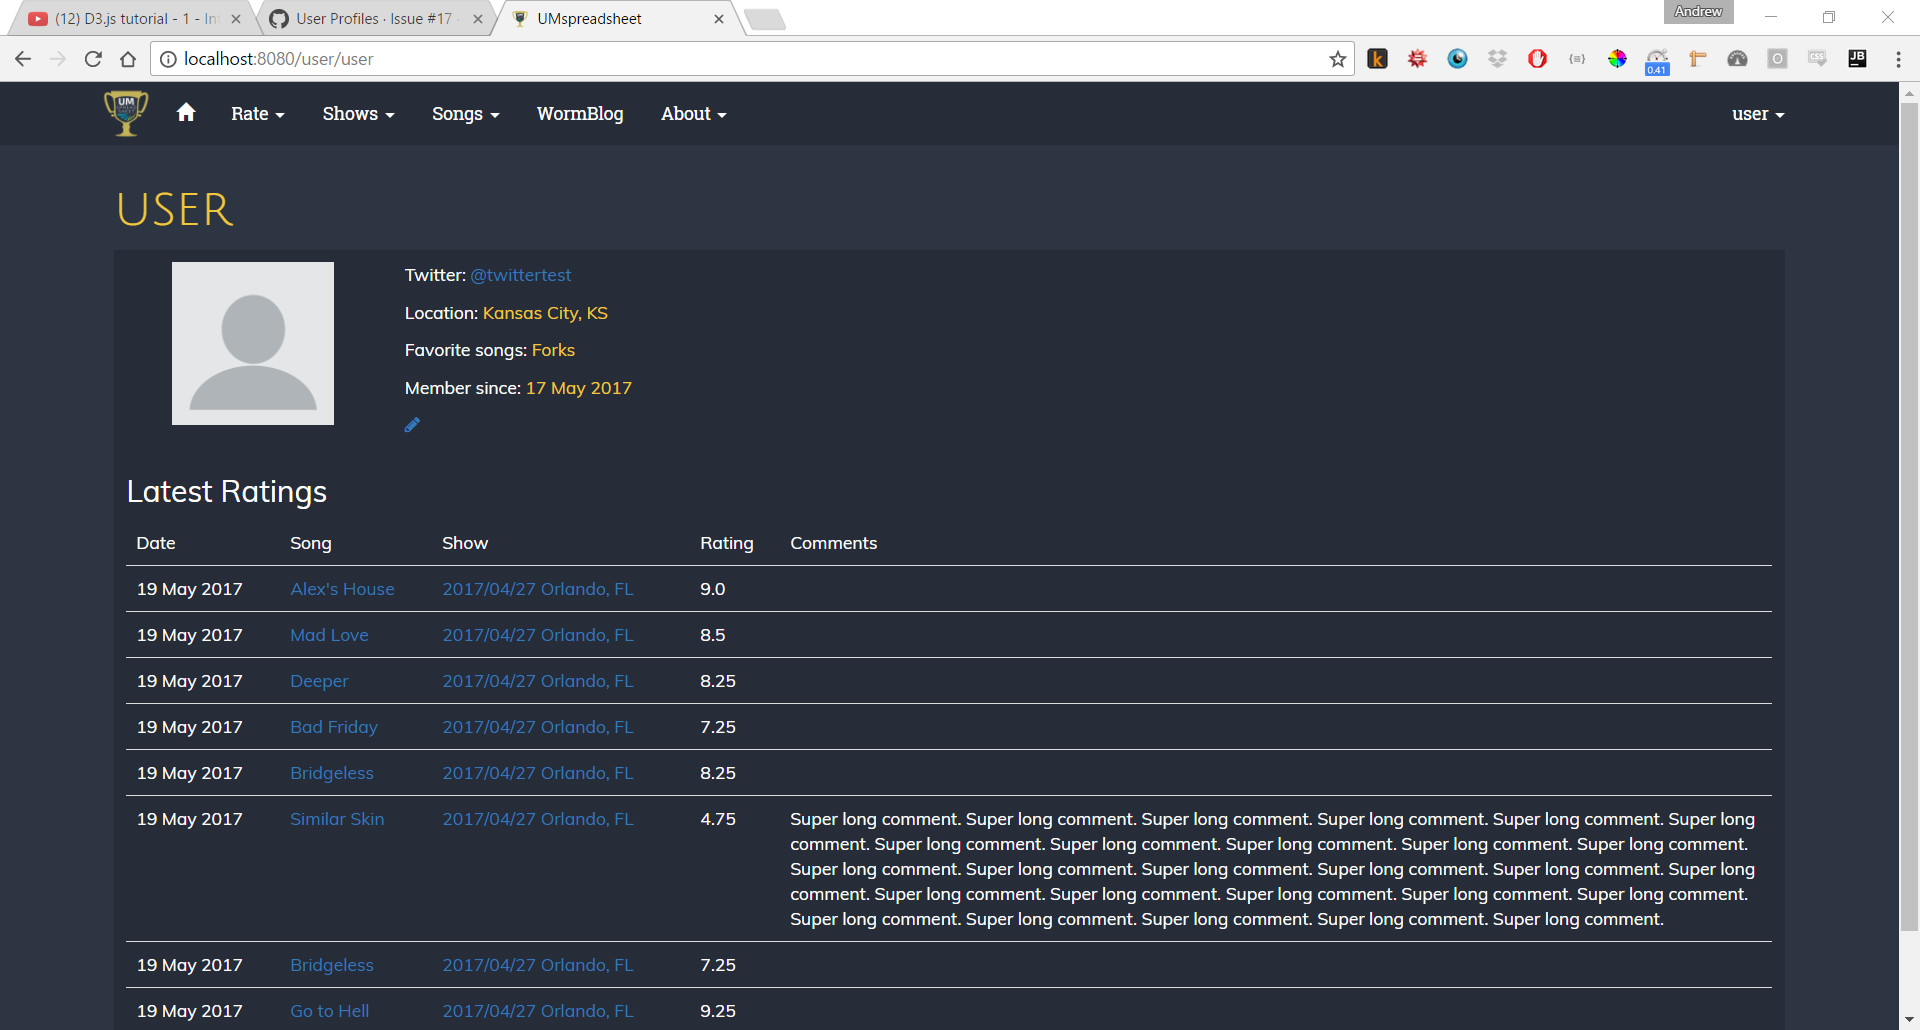 (12) D3.js tutorial - 1 - In
User Profiles · Issue #17
UMspreadsheet
Andrew
localhost:8080/user/user
0.41
UM
Rate
Shows
Songs
WormBlog
About
user
USER
Twitter: @twittertest
Location: Kansas City, KS
Favorite songs: Forks
Member since: 17 May 2017
Latest Ratings
Date Song Show Rating Comments
19 May 2017 Alex's House 2017/04/27 Orlando, FL 9.0
19 May 2017 Mad Love 2017/04/27 Orlando, FL 8.5
19 May 2017 Deeper 2017/04/27 Orlando, FL 8.25
19 May 2017 Bad Friday 2017/04/27 Orlando, FL 7.25
19 May 2017 Bridgeless 2017/04/27 Orlando, FL 8.25
19 May 2017 Similar Skin 2017/04/27 Orlando, FL 4.75 Super long comment. Super long comment. Super long comment. Super long comment. Super long comment. Super long
comment. Super long comment. Super long comment. Super long comment. Super long comment. Super long comment.
Super long comment. Super long comment. Super long comment. Super long comment. Super long comment. Super long
comment. Super long comment. Super long comment. Super long comment. Super long comment. Super long comment.
Super long comment. Super long comment. Super long comment. Super long comment. Super long comment.
19 May 2017 Bridgeless 2017/04/27 Orlando, FL 7.25
19 May 2017 Go to Hell 2017/04/27 Orlando, FL 9.25